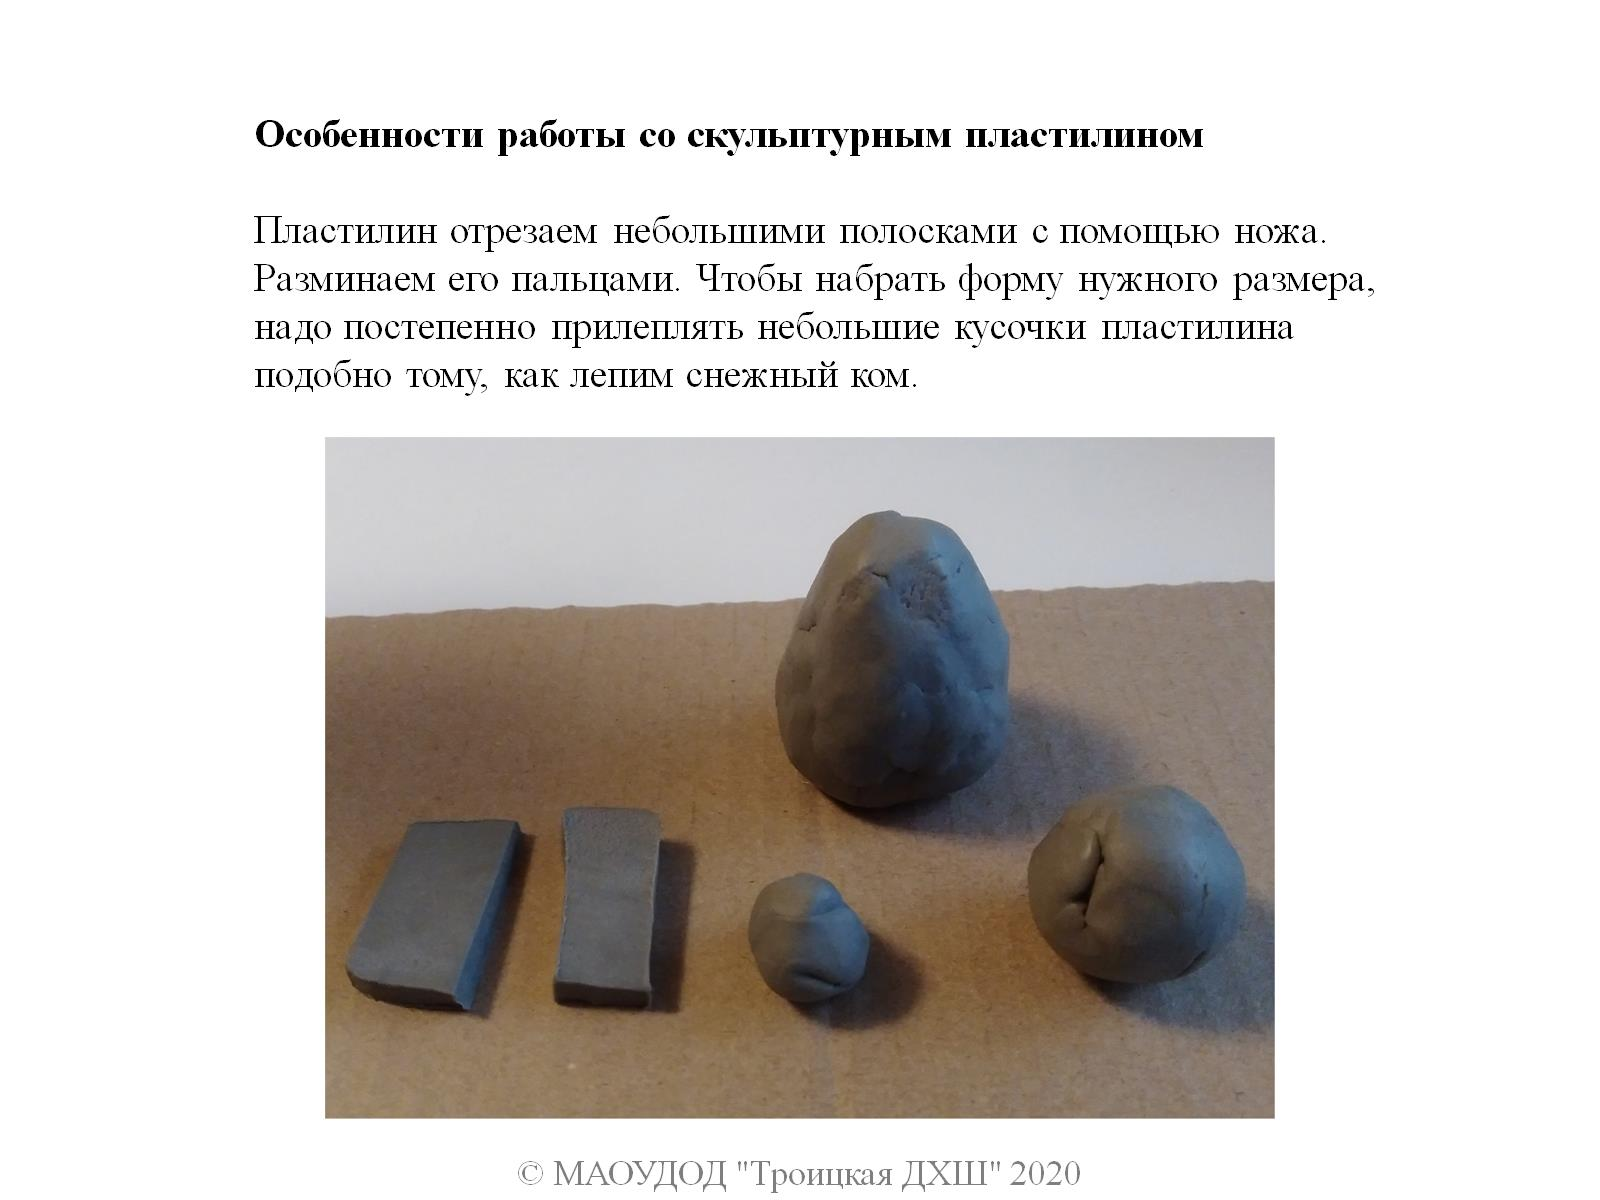 Особенности работы со скульптурным пластилином
Пластилин отрезаем небольшими полосками с помощью ножа.
Разминаем его пальцами. Чтобы набрать форму нужного размера,
надо постепенно прилеплять небольшие кусочки пластилина
подобно тому, как лепим снежный ком.
© МАОУДОД "Троицкая ДХШ" 2020